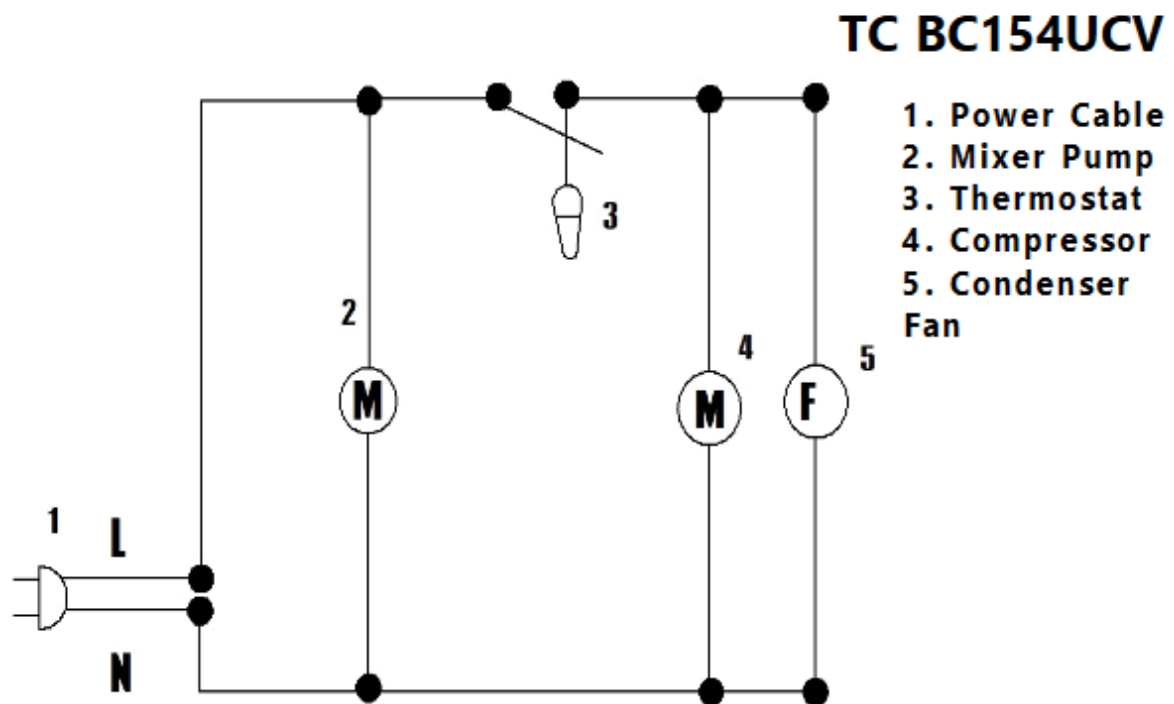 TC BC154UCV
1. Power Cable
2. Mixer Pump
3. Thermostat
4. Compressor
5. Condenser
Fan
3
2
4
5
M
M
F
1
L
N